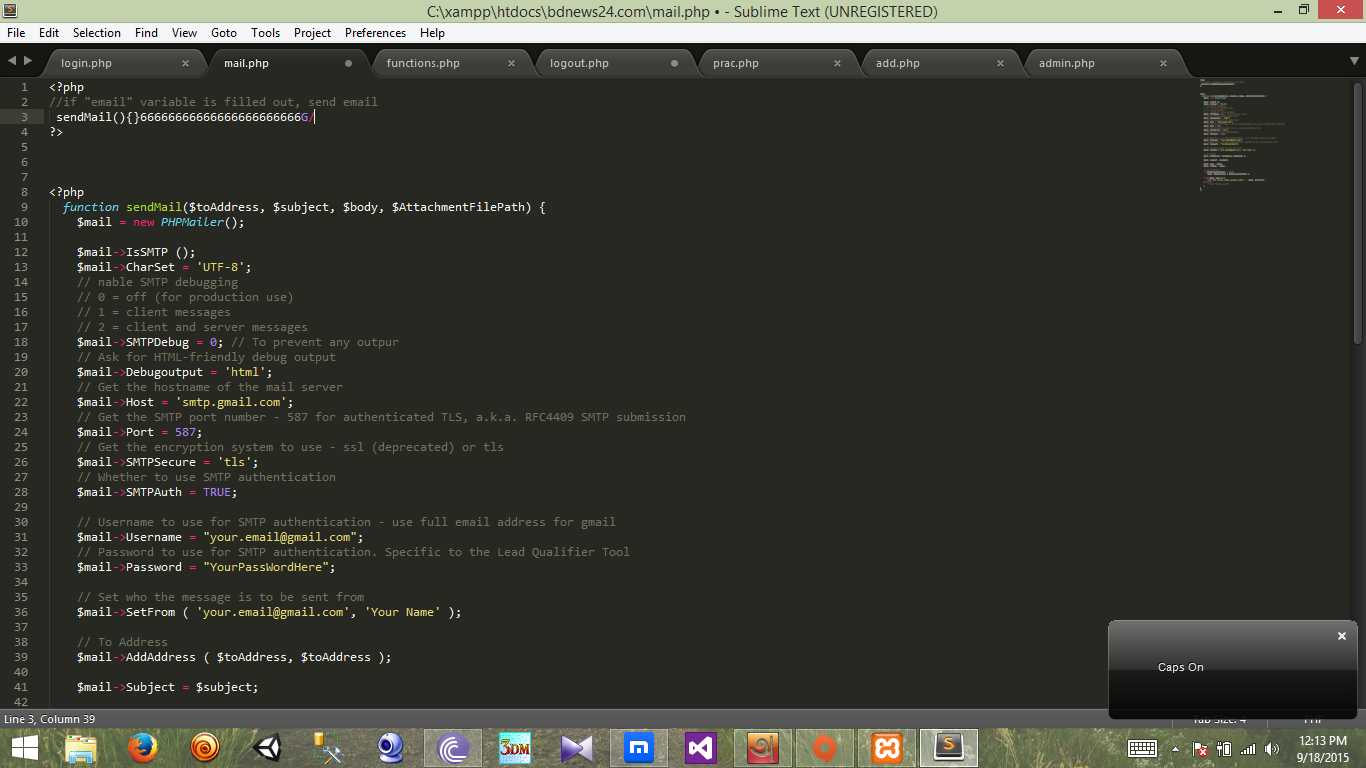 C:\xampp\htdocs\bdnews24.com\mail.php • - Sublime Text (UNREGISTERED)
File Edit Selection Find View Goto Tools Project Preferences Help
login.php mail.php functions.php logout.php prac.php add.php admin.php
1 <?php
2 //if "email" variable is filled out, send email
3 sendMail(){}66666666666666666666666G/
4 ?>
5
6
7
8 <?php
9 function sendMail($toAddress, $subject, $body, $AttachmentFilePath) {
10 $mail = new PHPMailer();
11
12 $mail->IsSMTP ();
13 $mail->CharSet = 'UTF-8';
14 // nable SMTP debugging
15 // 0 = off (for production use)
16 // 1 = client messages
17 // 2 = client and server messages
18 $mail->SMTPDebug = 0; // To prevent any outpur
19 // Ask for HTML-friendly debug output
20 $mail->Debugoutput = 'html';
21 // Get the hostname of the mail server
22 $mail->Host = 'smtp.gmail.com';
23 // Get the SMTP port number - 587 for authenticated TLS, a.k.a. RFC4409 SMTP submission
24 $mail->Port = 587;
25 // Get the encryption system to use - ssl (deprecated) or tls
26 $mail->SMTPSecure = 'tls';
27 // Whether to use SMTP authentication
28 $mail->SMTPAuth = TRUE;
29
30 // Username to use for SMTP authentication - use full email address for gmail
31 $mail->Username = "your.email@gmail.com";
32 // Password to use for SMTP authentication. Specific to the Lead Qualifier Tool
33 $mail->Password = "YourPassWordHere";
34
35 // Set who the message is to be sent from
36 $mail->SetFrom ( 'your.email@gmail.com', 'Your Name' );
37
38 // To Address
39 $mail->AddAddress ( $toAddress, $toAddress );
40
41 $mail->Subject = $subject;
42
Caps On
Line 3, Column 39
Tab Size: 4 PHP
3DM
12:13 PM
9/18/2015